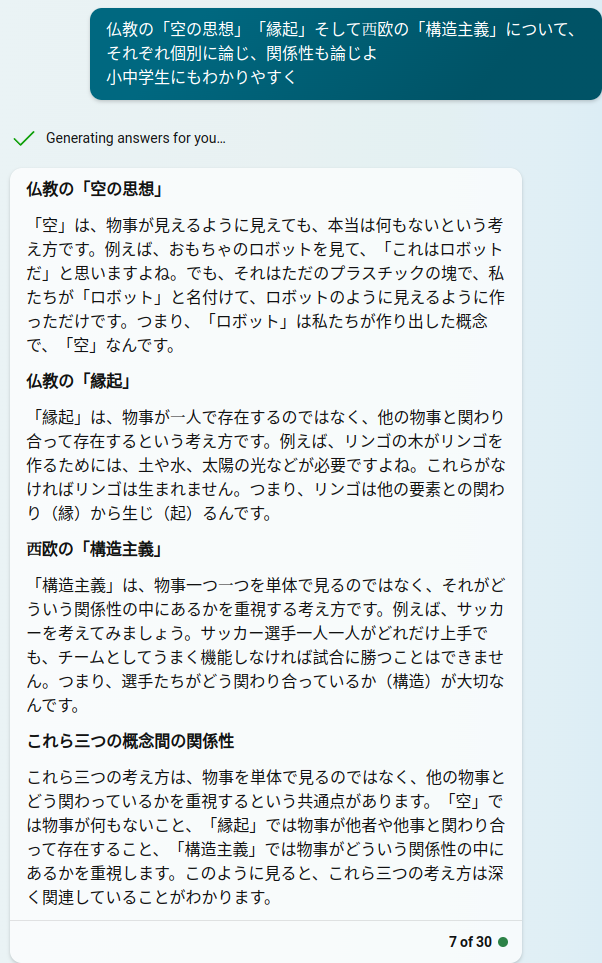 仏教の「空の思想」「縁起」そして西欧の「構造主義」について、
それぞれ個別に論じ、関係性も論じよ
小中学生にもわかりやすく
Generating answers for you…
仏教の「空の思想」
「空」は、物事が見えるように見えても、本当は何もないという考
え方です。例えば、おもちゃのロボットを見て、「これはロボット
だ」と思いますよね。でも、それはただのプラスチックの塊で、私
たちが「ロボット」と名付けて、ロボットのように見えるように作
っただけです。つまり、「ロボット」は私たちが作り出した概念
で、「空」なんです。
仏教の「縁起」
「縁起」は、物事が一人で存在するのではなく、他の物事と関わり
合って存在するという考え方です。例えば、リンゴの木がリンゴを
作るためには、土や水、太陽の光などが必要ですよね。これらがな
ければリンゴは生まれません。つまり、リンゴは他の要素との関わ
り（縁）から生じ（起）るんです。
西欧の「構造主義」
「構造主義」は、物事一つ一つを単体で見るのではなく、それがど
ういう関係性の中にあるかを重視する考え方です。例えば、サッカ
ーを考えてみましょう。サッカー選手一人一人がどれだけ上手で
も、チームとしてうまく機能しなければ試合に勝つことはできませ
ん。つまり、選手たちがどう関わり合っているか（構造）が大切な
んです。
これら三つの概念間の関係性
これら三つの考え方は、物事を単体で見るのではなく、他の物事と
どう関わっているかを重視するという共通点があります。「空」で
は物事が何もないこと、「縁起」では物事が他者や他事と関わり合
って存在すること、「構造主義」では物事がどういう関係性の中に
あるかを重視します。このように見ると、これら三つの考え方は深
く関連していることがわかります。
7 of 30